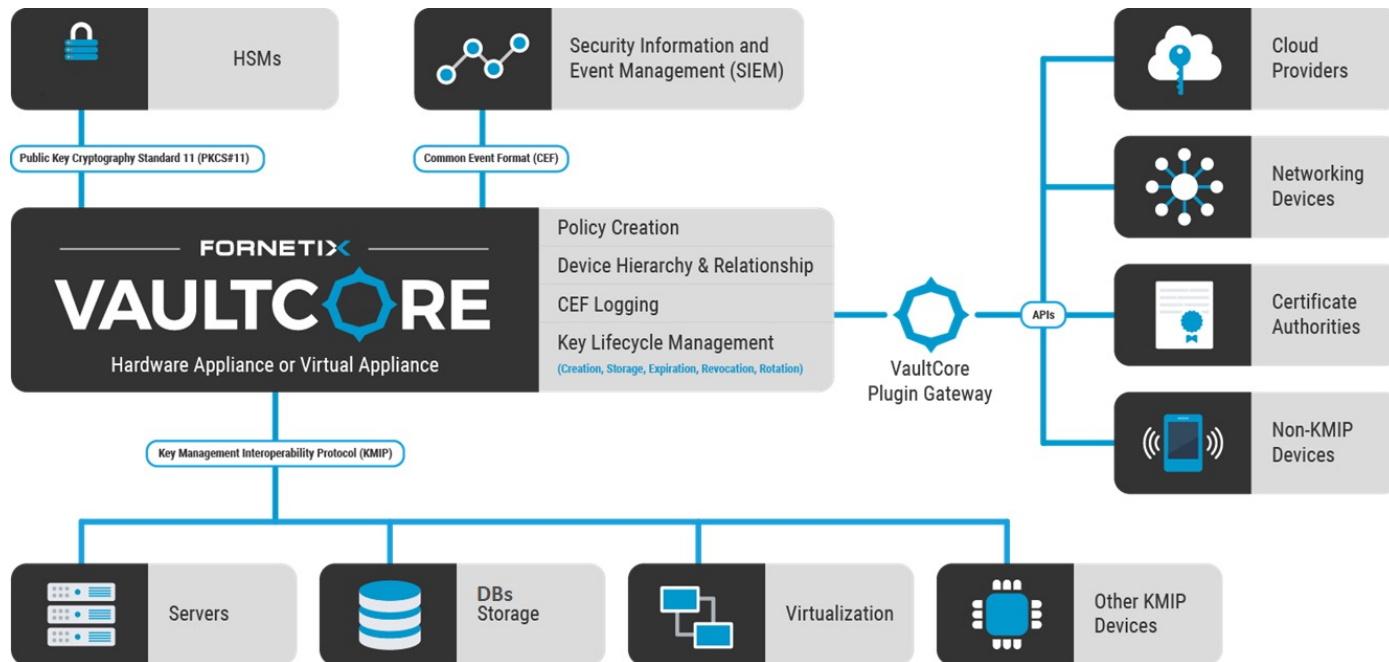 HSMs
Security Information and
Event Management (SIEM)
Public Key Cryptography Standard 11 (PKCS#11)
Common Event Format (CEF)
FORNETIX
VAULTCORE
Hardware Appliance or Virtual Appliance
Policy Creation
Device Hierarchy & Relationship
CEF Logging
Key Lifecycle Management
(Creation, Storage, Expiration, Revocation, Rotation)
VaultCore
Plugin Gateway
APIs
Cloud
Providers
Networking
Devices
Certificate
Authorities
Non-KMIP
Devices
Key Management Interoperability Protocol (KMIP)
Servers
DBs
Storage
Virtualization
Other KMIP
Devices